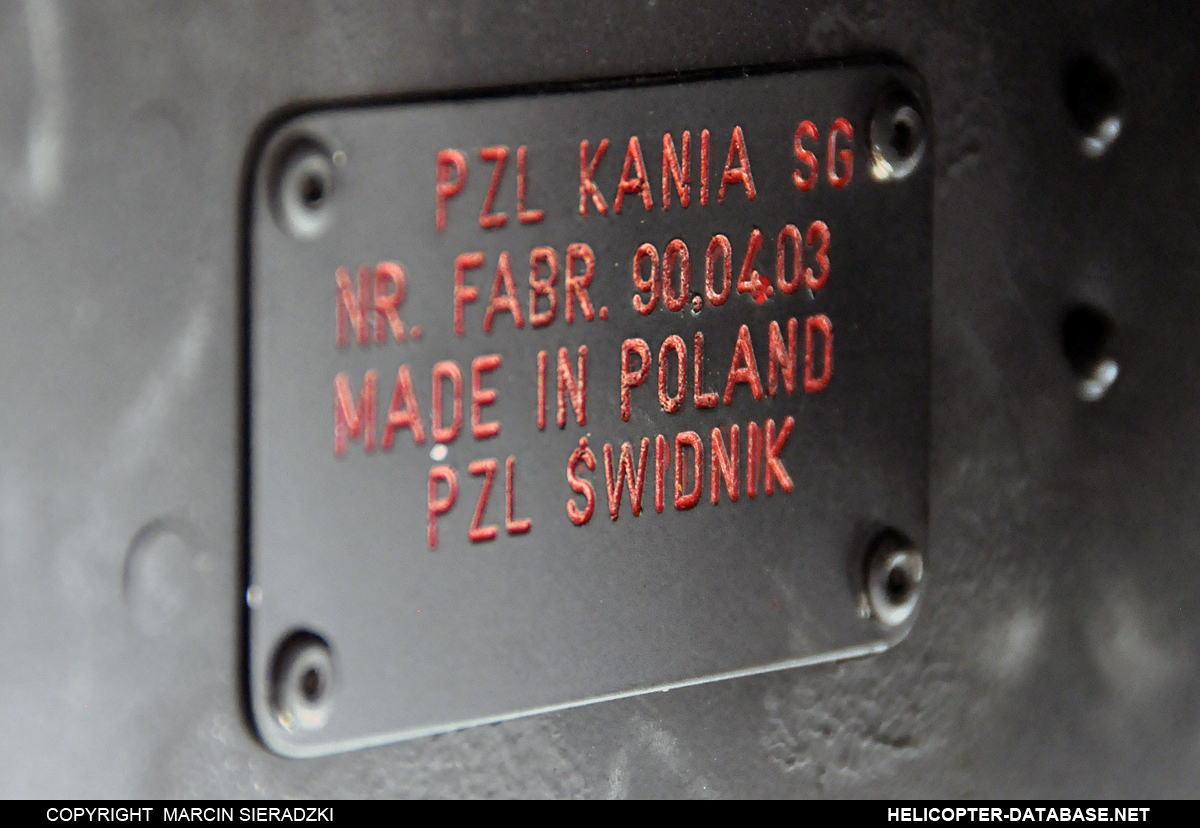 PZL KANIA SG
NR. FABR. 90.04.03
MADE IN POLAND
PZL ŚWIDNIK
COPYRIGHT MARCIN SIERADZKI
HELICOPTER-DATABASE.NET